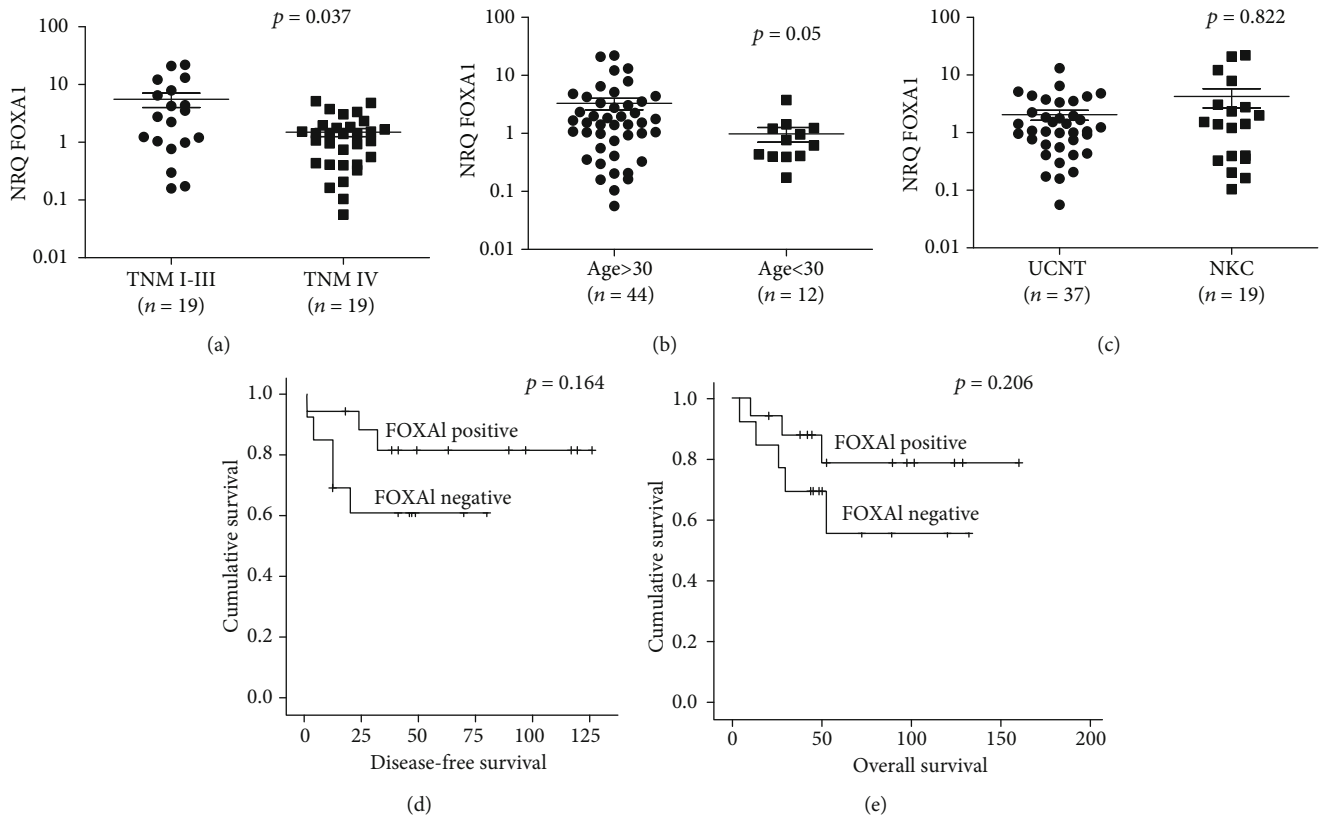 p = 0.037
NRQ FOXA1
100
10
1
0.1
0.01
TNM I-III
(n = 19)
TNM IV
(n = 19)
(a)
p = 0.05
NRQ FOXA1
100
10
1
0.1
0.01
Age>30
(n = 44)
Age<30
(n = 12)
(b)
p = 0.822
NRQ FOXA1
100
10
1
0.1
0.01
UCNT
(n = 37)
NKC
(n = 19)
(c)
p = 0.164
Cumulative survival
1.0
0.8
0.6
0.4
0.2
0.0
FOXAl positive
FOXAl negative
0 25 50 75 100 125
Disease-free survival
(d)
p = 0.206
Cumulative survival
1.0
0.8
0.6
0.4
0.2
0.0
FOXAl positive
FOXAl negative
0 50 100 150 200
Overall survival
(e)